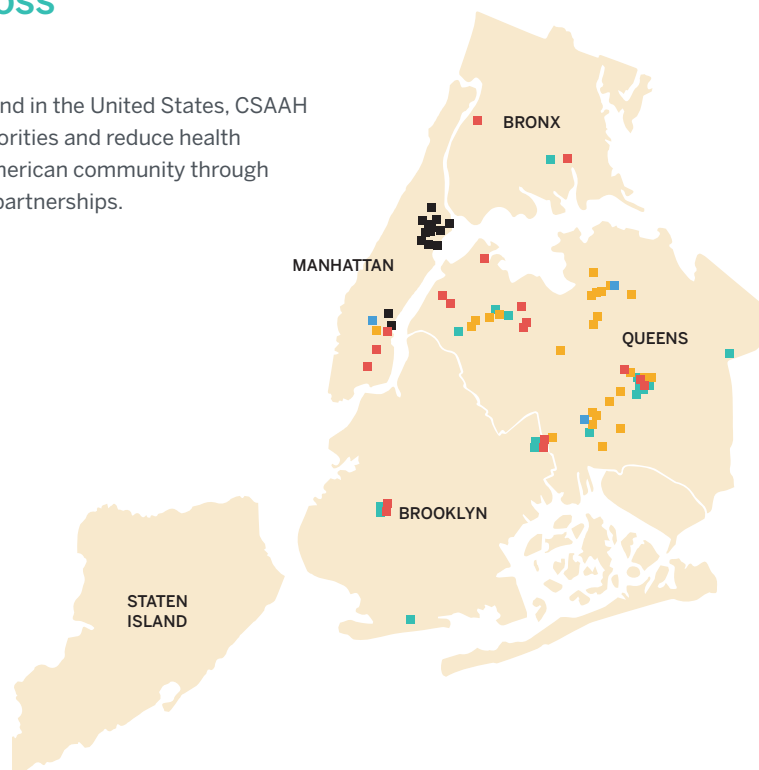 oss
nd in the United States, CSAAH
orities and reduce health
merican community through
partnerships.
BRONX
MANHATTAN
QUEENS
BROOKLYN
STATEN
ISLAND